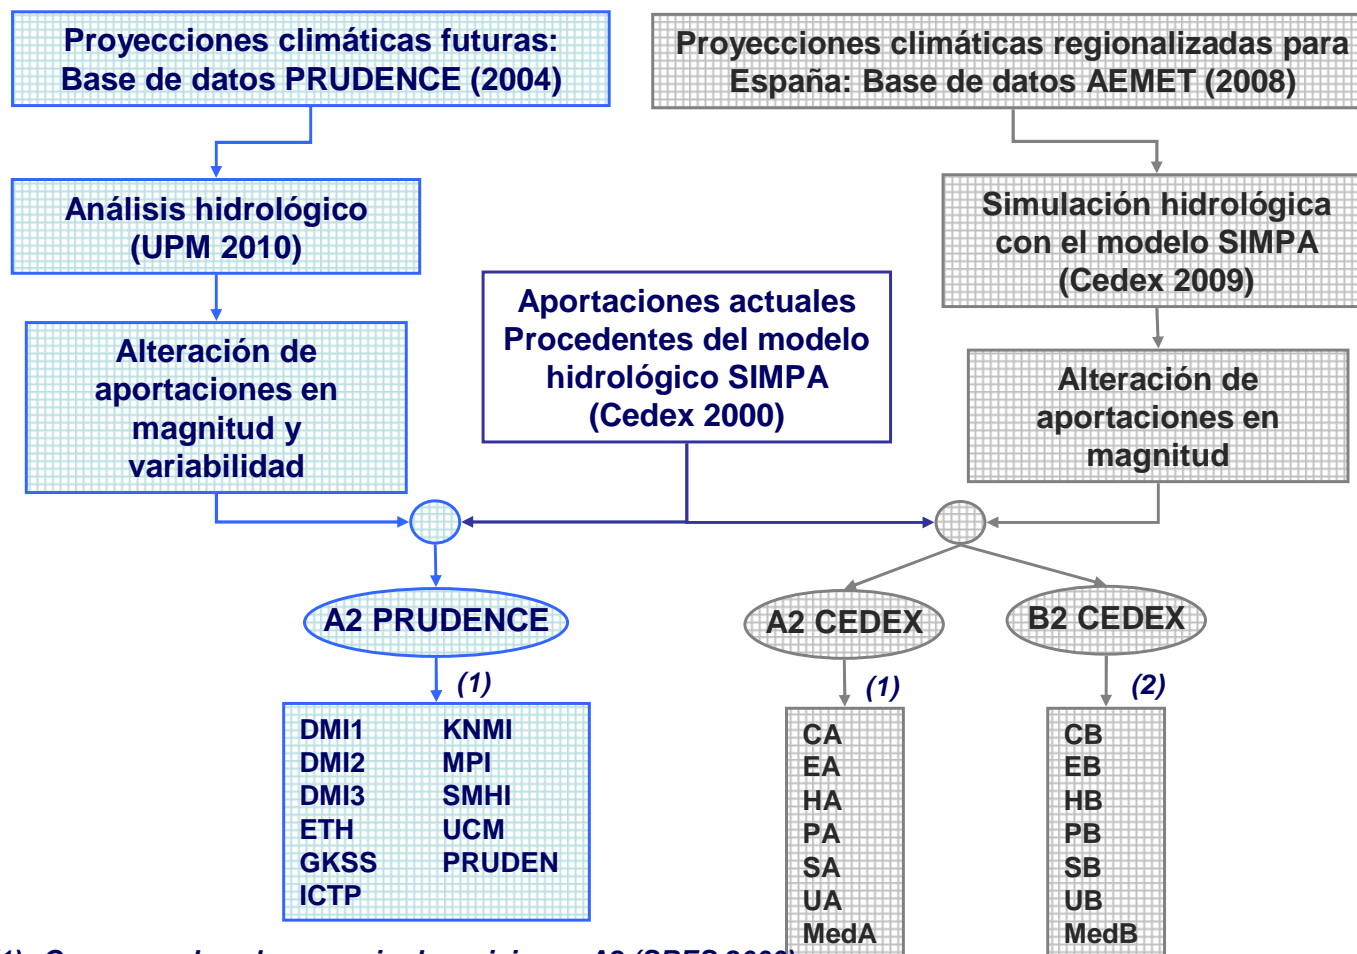 Proyecciones climáticas futuras:
Base de datos PRUDENCE (2004)
Proyecciones climáticas regionalizadas para
España: Base de datos AEMET (2008)
Análisis hidrológico
(UPM 2010)
Simulación hidrológica
con el modelo SIMPA
(Cedex 2009)
Aportaciones actuales
Procedentes del modelo
hidrológico SIMPA
(Cedex 2000)
Alteración de
aportaciones en
magnitud y
variabilidad
Alteración de
aportaciones en
magnitud
A2 PRUDENCE
A2 CEDEX
B2 CEDEX
(1)
(1)
(2)
DMI1
DMI2
DMI3
ETH
GKSS
ICTP
KNMI
MPI
SMHI
UCM
PRUDEN
CA
EA
HA
PA
SA
UA
MedA
CB
EB
HB
PB
SB
UB
MedB